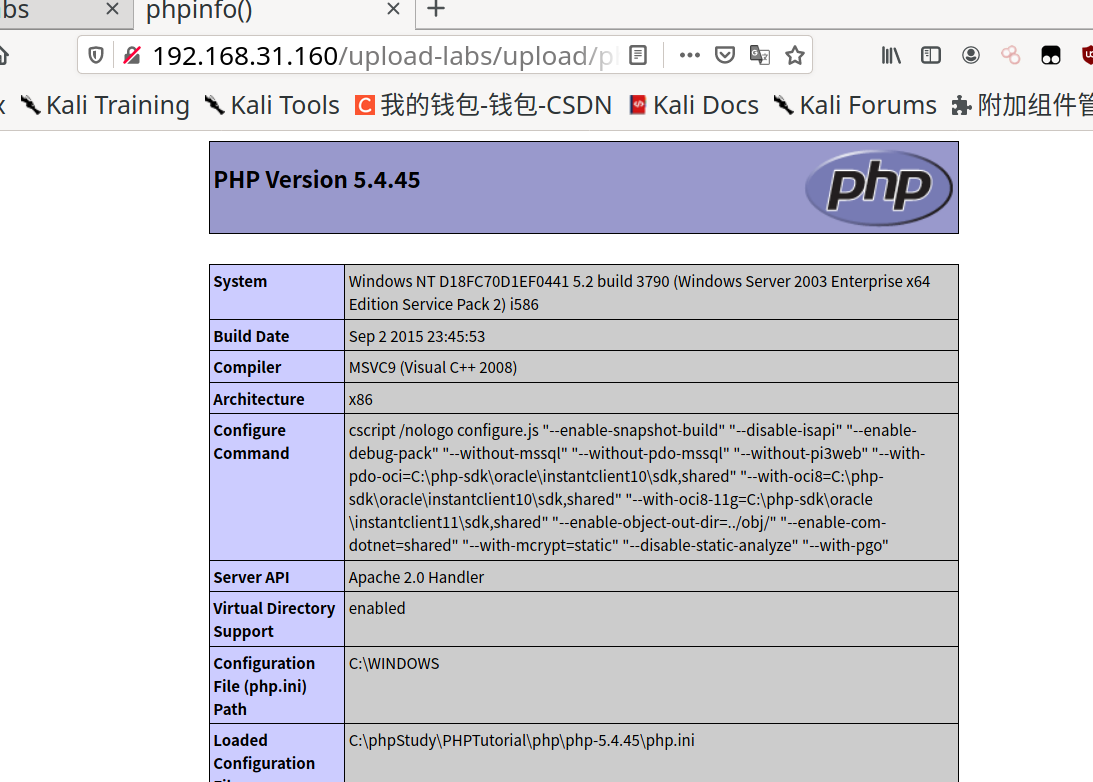 abs
phpinfo()
192.168.31.160/upload-labs/upload/p
Kali Training
Kali Tools
我的钱包-钱包-CSDN
Kali Docs
Kali Forums
附加组件管
PHP Version 5.4.45
php
System
Windows NT D18FC70D1EF0441 5.2 build 3790 (Windows Server 2003 Enterprise x64
Edition Service Pack 2) i586
Build Date
Sep 2 2015 23:45:53
Compiler
MSVC9 (Visual C++ 2008)
Architecture
x86
Configure
Command
cscript /nologo configure.js "--enable-snapshot-build" "--disable-isapi" "--enable-
debug-pack" "--without-mssql" "--without-pdo-mssql" "--without-pi3web" "--with-
pdo-oci=C:\php-sdk\oracle\instantclient10\sdk,shared" "--with-oci8=C:\php-
sdk\oracle\instantclient10\sdk,shared" "--with-oci8-11g=C:\php-sdk\oracle
\instantclient11\sdk,shared" "--enable-object-out-dir=../obj/" "--enable-com-
dotnet=shared" "--with-mcrypt=static" "--disable-static-analyze" "--with-pgo"
Server API
Apache 2.0 Handler
Virtual Directory
Support
enabled
Configuration
File (php.ini)
Path
C:\WINDOWS
Loaded
Configuration
C:\phpStudy\PHPTutorial\php\php-5.4.45\php.ini